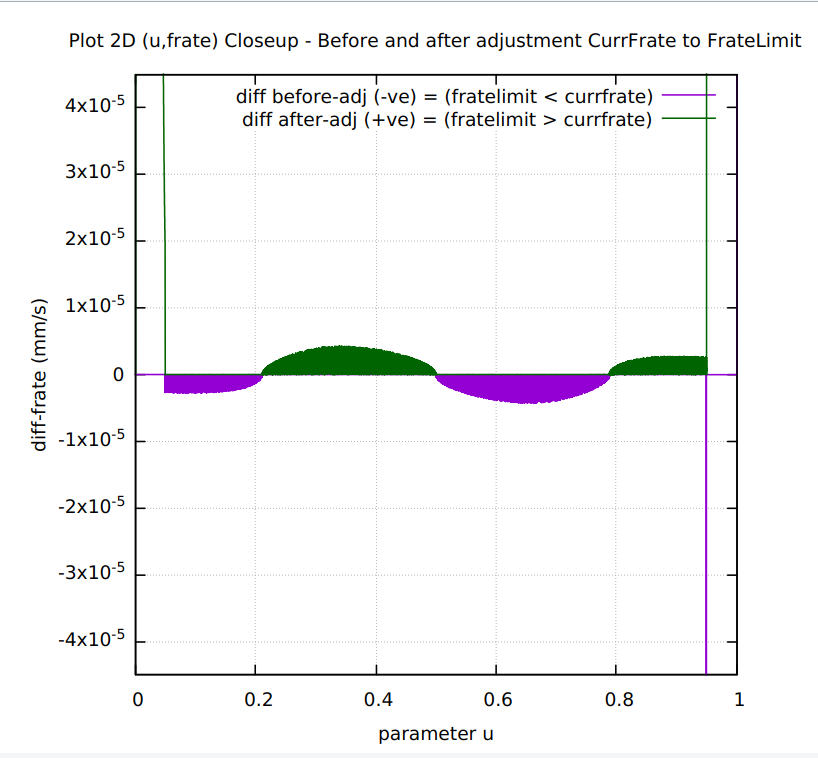 Plot 2D (u,frate) Closeup - Before and after adjustment CurrFrate to FrateLimit
diff before-adj (-ve) = (fratelimit < currfrate)
diff after-adj (+ve) = (fratelimit > currfrate)
4x10⁻⁵
3x10⁻⁵
2x10⁻⁵
1x10⁻⁵
0
-1x10⁻⁵
-2x10⁻⁵
-3x10⁻⁵
-4x10⁻⁵
diff-frate (mm/s)
0 0.2 0.4 0.6 0.8 1
parameter u